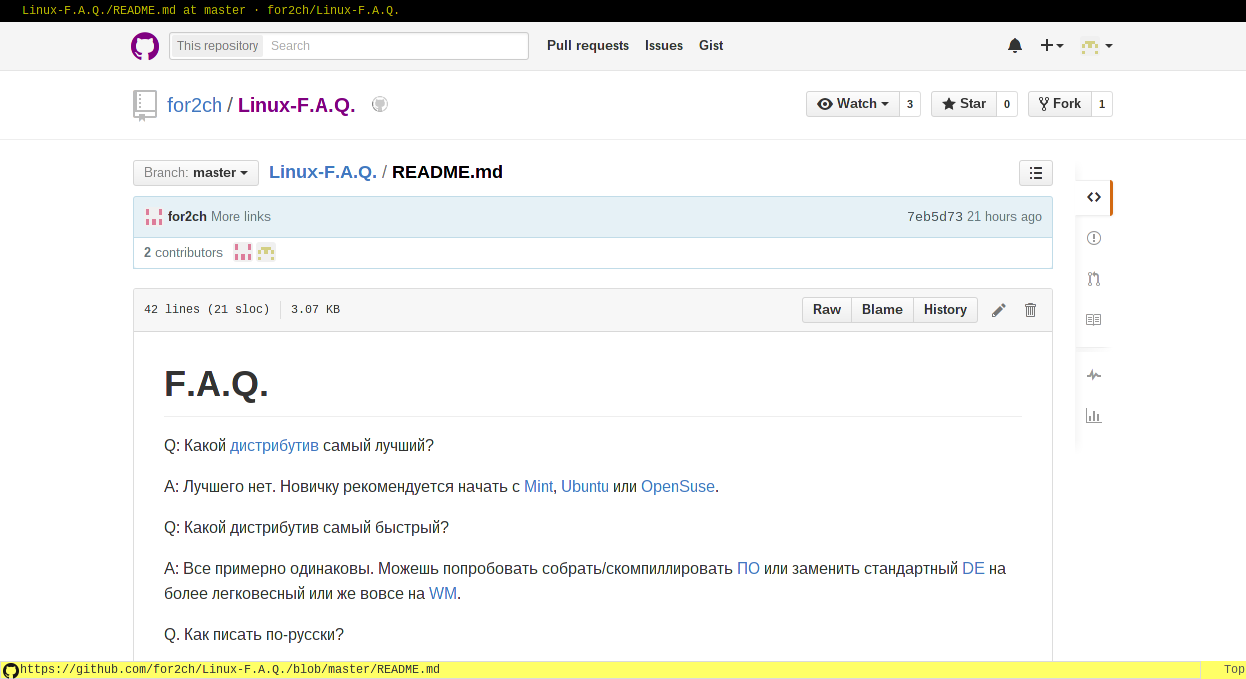 Linux-F.A.Q./README.md at master · for2ch/Linux-F.A.Q.
This repository Search Pull requests Issues Gist
for2ch / Linux-F.A.Q. Watch 3 Star 0 Fork 1
Branch: master Linux-F.A.Q. / README.md
for2ch More links 7eb5d73 21 hours ago
2 contributors
42 lines (21 sloc) 3.07 KB Raw Blame History
F.A.Q.
Q: Какой дистрибутив самый лучший?
A: Лучшего нет. Новичку рекомендуется начать с Mint, Ubuntu или OpenSuse.
Q: Какой дистрибутив самый быстрый?
A: Все примерно одинаковы. Можешь попробовать собрать/скомпиллировать ПО или заменить стандартный DE на
более легковесный или же вовсе на WM.
Q. Как писать по-русски?
https://github.com/for2ch/Linux-F.A.Q./blob/master/README.md Top